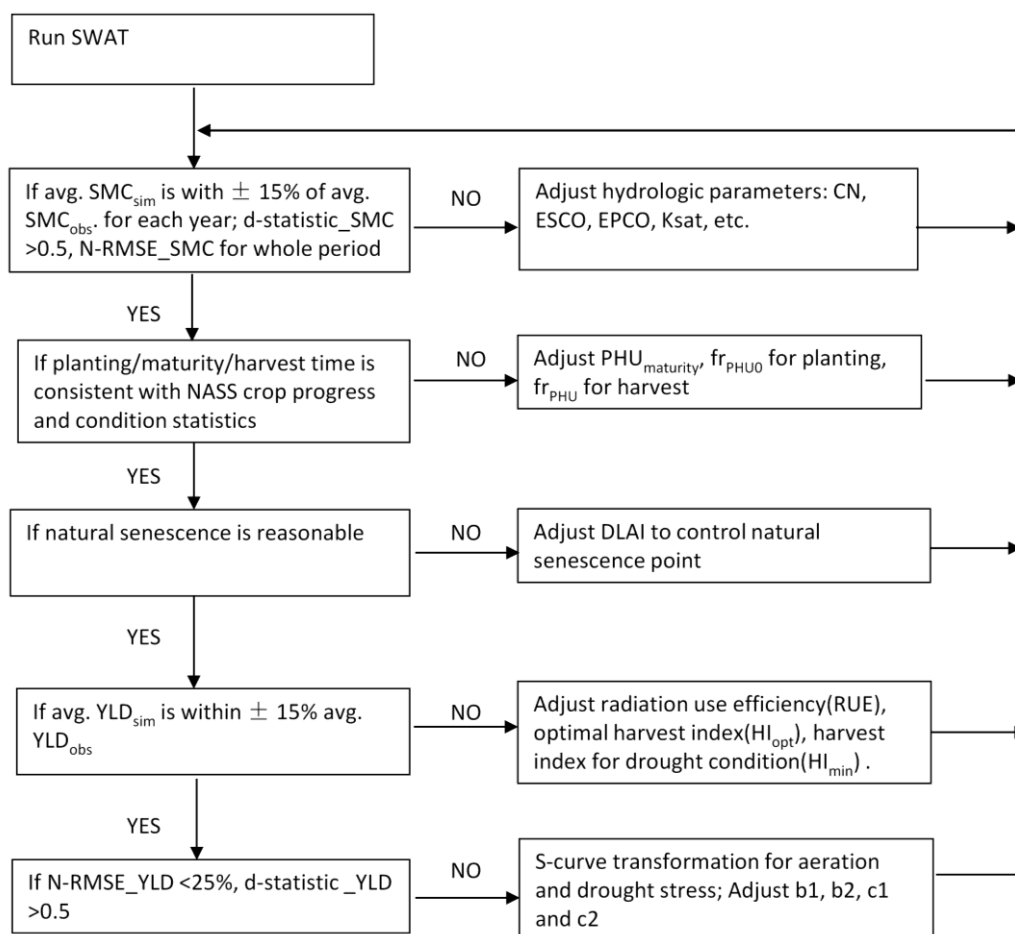 Run SWAT
If avg. SMCsim is with ± 15% of avg.
SMCobs. for each year; d-statistic_SMC
>0.5, N-RMSE_SMC for whole period
NO
Adjust hydrologic parameters: CN,
ESCO, EPCO, Ksat, etc.
YES
If planting/maturity/harvest time is
consistent with NASS crop progress
and condition statistics
NO
Adjust PHUmaturity, frPHU0 for planting,
frPHU for harvest
YES
If natural senescence is reasonable
NO
Adjust DLAI to control natural
senescence point
YES
If avg. YLDsim is within ± 15% avg.
YLDobs
NO
Adjust radiation use efficiency(RUE),
optimal harvest index(HIopt), harvest
index for drought condition(HImin) .
YES
If N-RMSE_YLD <25%, d-statistic _YLD
>0.5
NO
S-curve transformation for aeration
and drought stress; Adjust b1, b2, c1
and c2